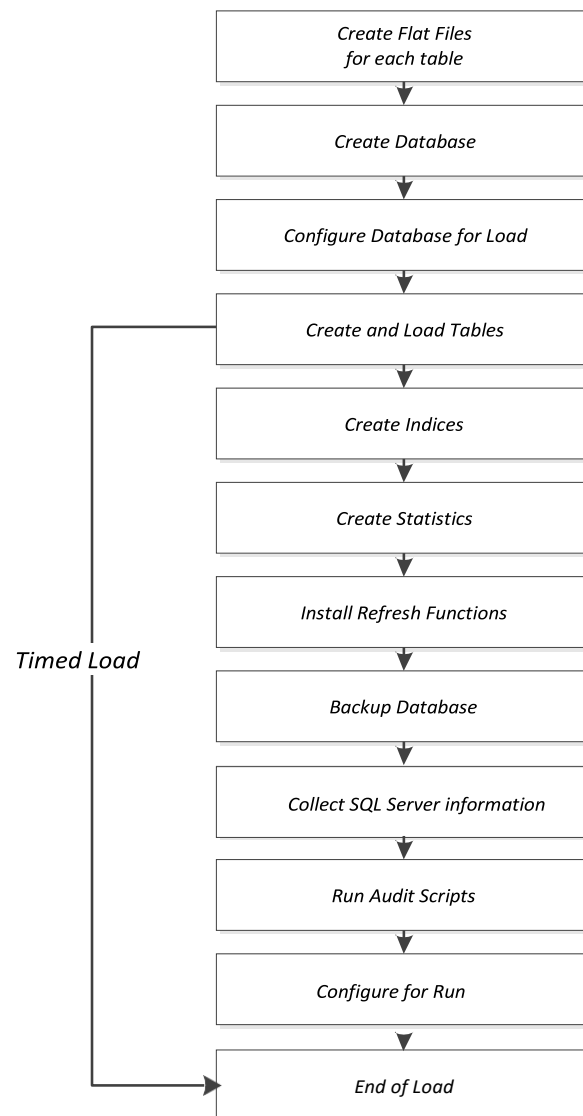 Create Flat Files
for each table
Create Database
Configure Database for Load
Create and Load Tables
Create Indices
Create Statistics
Install Refresh Functions
Timed Load
Backup Database
Collect SQL Server information
Run Audit Scripts
Configure for Run
End of Load